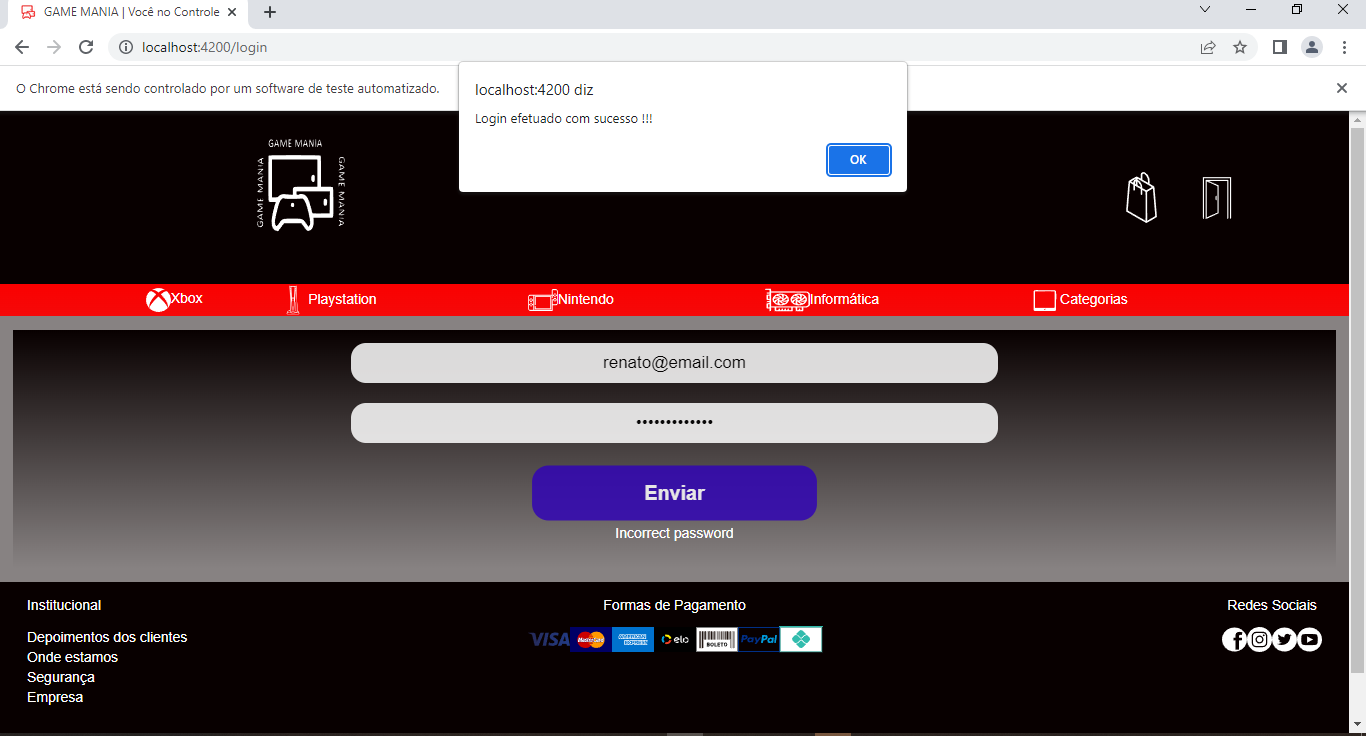 GAME MANIA | Você no Controle
localhost:4200/login
O Chrome está sendo controlado por um software de teste automatizado.
localhost:4200 diz
Login efetuado com sucesso !!!
OK
GAME MANIA
GAME MANIA
GAME MANIA
Xbox
Playstation
Nintendo
Informática
Categorias
renato@email.com
•••••••••••••
Enviar
Incorrect password
Institucional
Depoimentos dos clientes
Onde estamos
Segurança
Empresa
Formas de Pagamento
VISA
MasterCard
AMERICAN EXPRESS
elo
BOLETO
PayPal
Redes Sociais